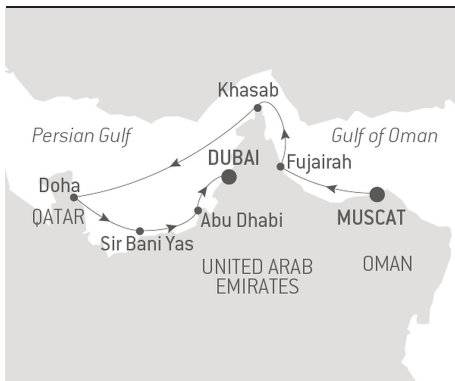 Khasab
Persian Gulf
Gulf of Oman
DUBAI
Fujairah
Doha
QATAR
Abu Dhabi
MUSCAT
Sir Bani Yas
UNITED ARAB
EMIRATES
OMAN